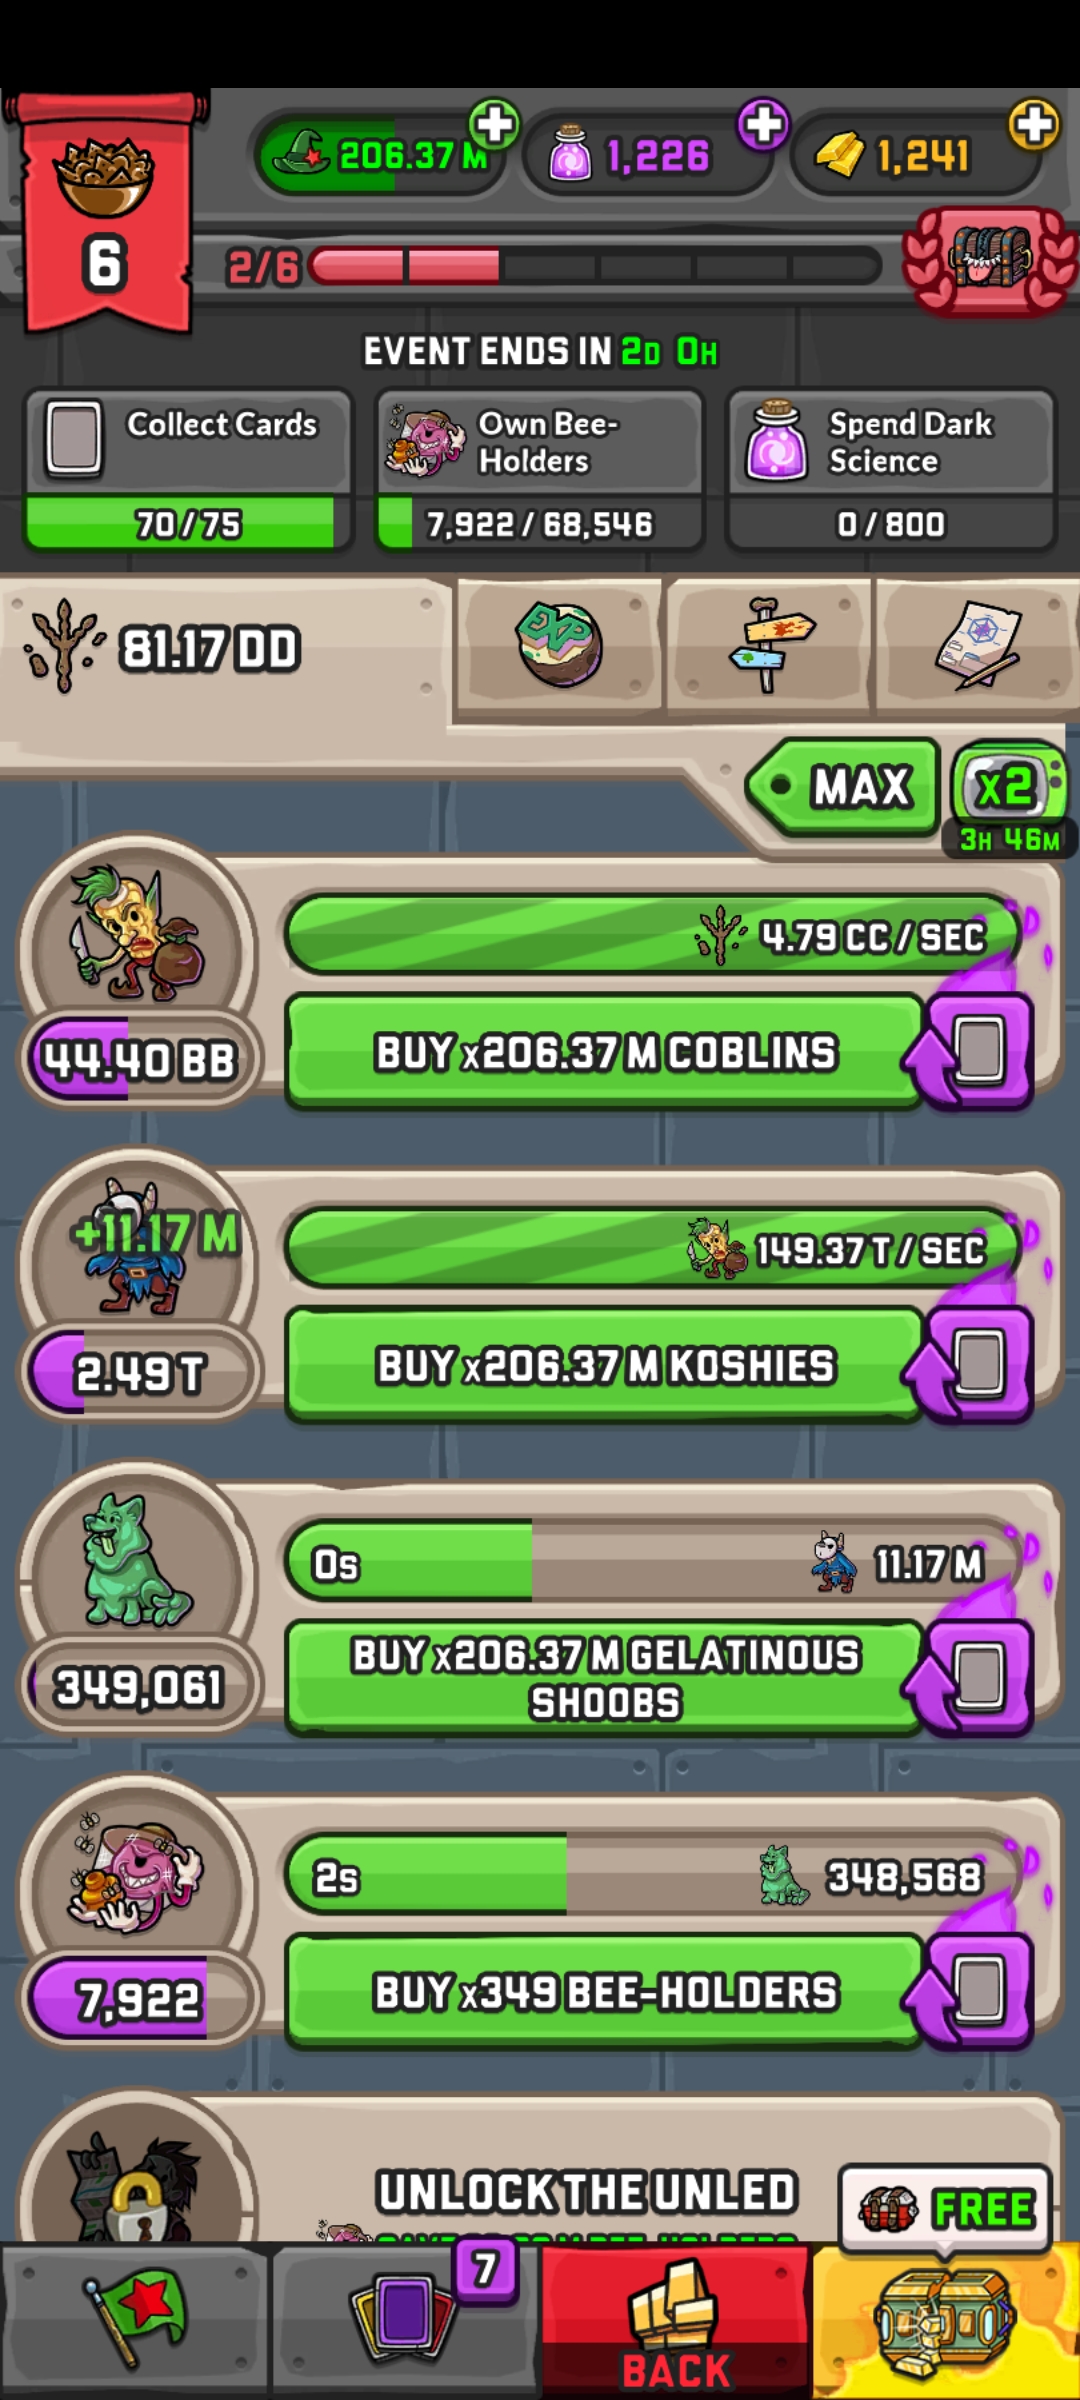 206.37 M
1,226
1,241
6
2/6
EVENT ENDS IN 2D 0H
Collect Cards
70/75
Own Bee-
Holders
7,922/68,546
Spend Dark
Science
0/800
81.17 DD
EXP
MAX
x2
3H 46M
4.79 CC/SEC
44.40 BB
BUY x206.37 M COBLINS
+11.17 M
149.37 T/SEC
2.49 T
BUY x206.37 M KOSHIES
0s
11.17 M
349,061
BUY x206.37 M GELATINOUS
SHOOBS
2s
348,568
7,922
BUY x349 BEE-HOLDERS
UNLOCK THE UNLED
FREE
7
BACK